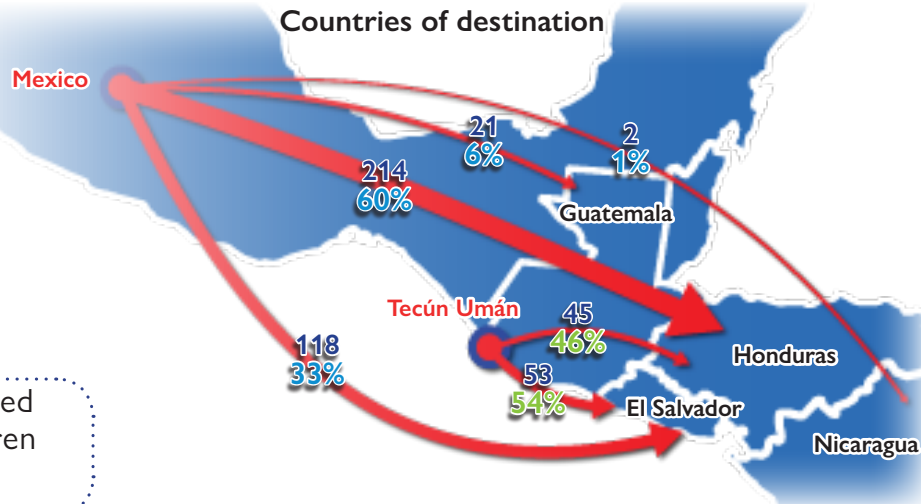 Countries of destination
Mexico
21
6%
2
1%
214
60%
Guatemala
Tecún Umán
45
46%
118
33%
Honduras
53
54%
El Salvador
Nicaragua
ed
ren